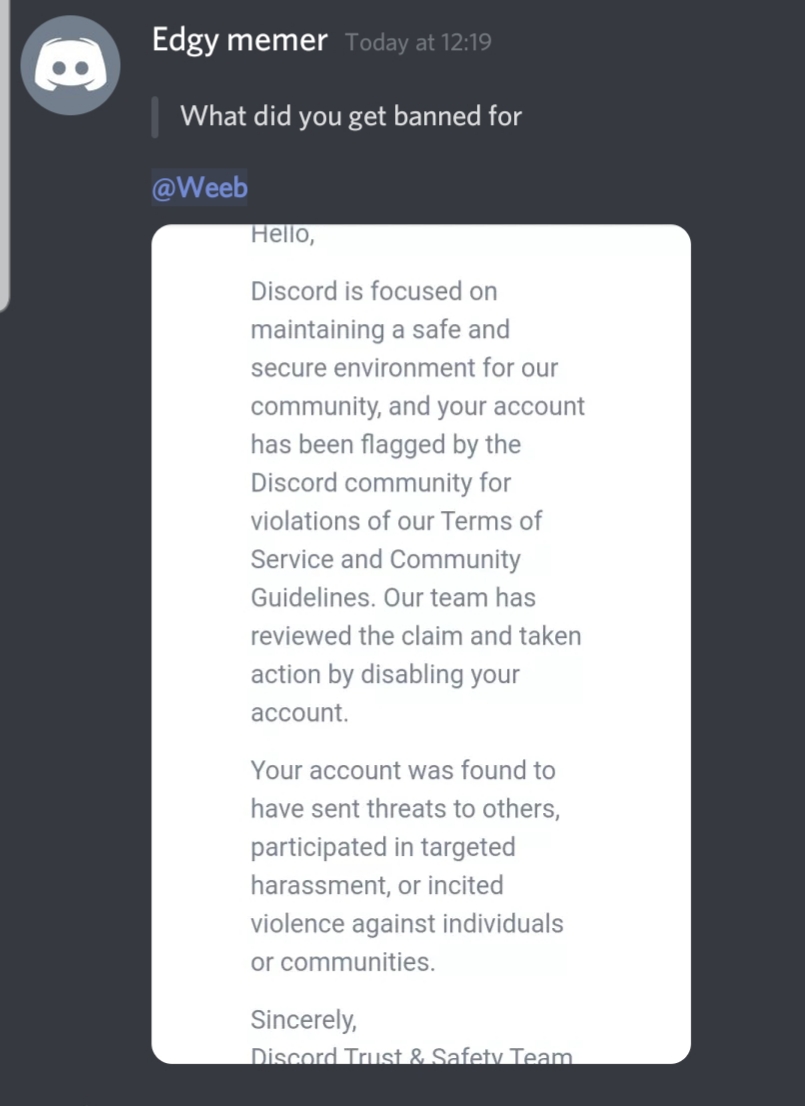 Edgy memer Today at 12:19
What did you get banned for
@Weeb
Hello,
Discord is focused on
maintaining a safe and
secure environment for our
community, and your account
has been flagged by the
Discord community for
violations of our Terms of
Service and Community
Guidelines. Our team has
reviewed the claim and taken
action by disabling your
account.
Your account was found to
have sent threats to others,
participated in targeted
harassment, or incited
violence against individuals
or communities.
Sincerely,
Discord Trust & Safety Team